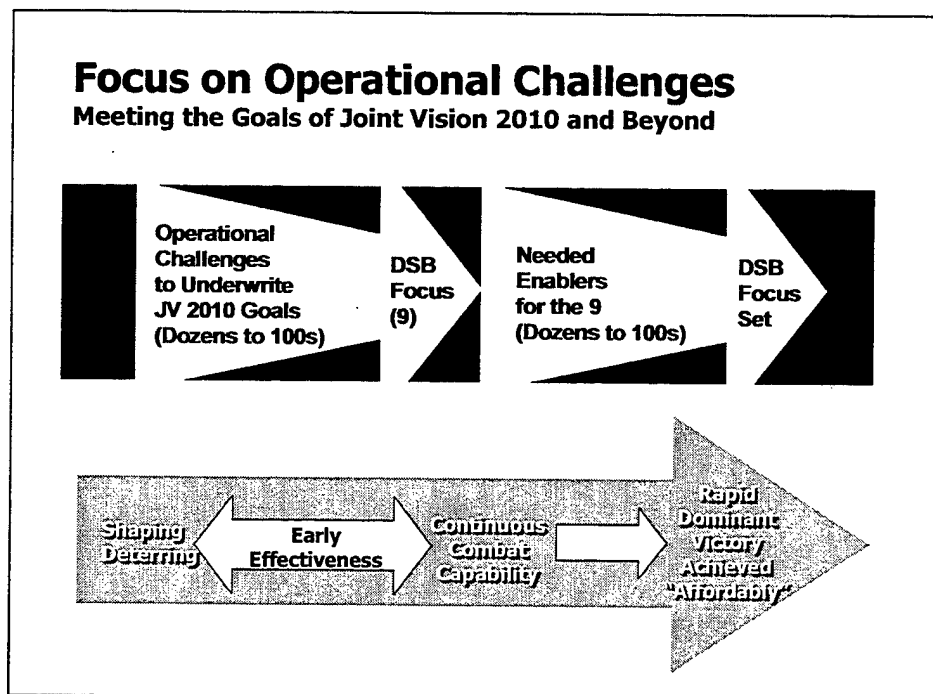 Focus on Operational Challenges
Meeting the Goals of Joint Vision 2010 and Beyond
Operational
Challenges
to Underwrite
JV 2010 Goals
(Dozens to 100s)
DSB
Focus
(9)
Needed
Enablers
for the 9
(Dozens to 100s)
DSB
Focus
Set
Shaping
Deterring
Early
Effectiveness
Continuous
Combat
Capability
Rapid
Dominant
Victory
Achieved
"Affordably"